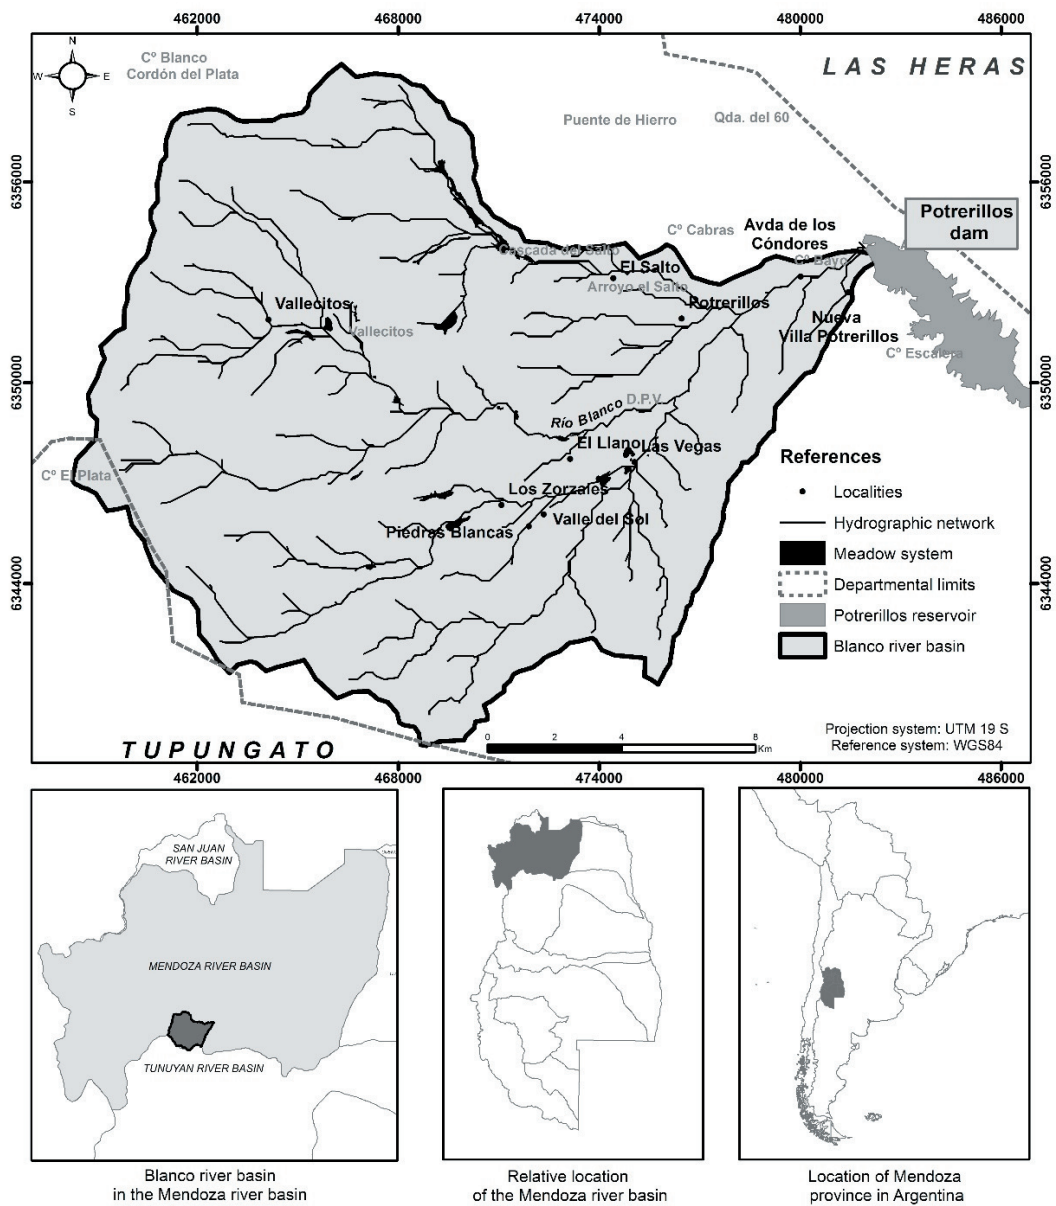 462000
468000
474000
480000
486000
N
W
E
S
Cº Blanco
Cordón del Plata
LAS HERAS
Puente de Hierro
Qda. del 60
6356000
6356000
Potrerillos
dam
Cº Cabras
Avda de los
Cóndores
Cascada del Salto
Cº Bayo
El Salto
Arroyo el Salto
Vallecitos
Potrerillos
Vallecitos
Nueva
Villa Potrerillos
Cº Escalera
6350000
6350000
D.P.V.
Río Blanco
El Llano
Las Vegas
Cº El Plata
Los Zorzales
Valle del Sol
Piedras Blancas
References
Localities
Hydrographic network
Meadow system
Departmental limits
Potrerillos reservoir
Blanco river basin
6344000
6344000
TUPUNGATO
0
2
4
8
Km
Projection system: UTM 19 S
Reference system: WGS84
462000
468000
474000
480000
486000
SAN JUAN
RIVER BASIN
MENDOZA RIVER BASIN
TUNUYAN RIVER BASIN
Blanco river basin
in the Mendoza river basin
Relative location
of the Mendoza river basin
Location of Mendoza
province in Argentina